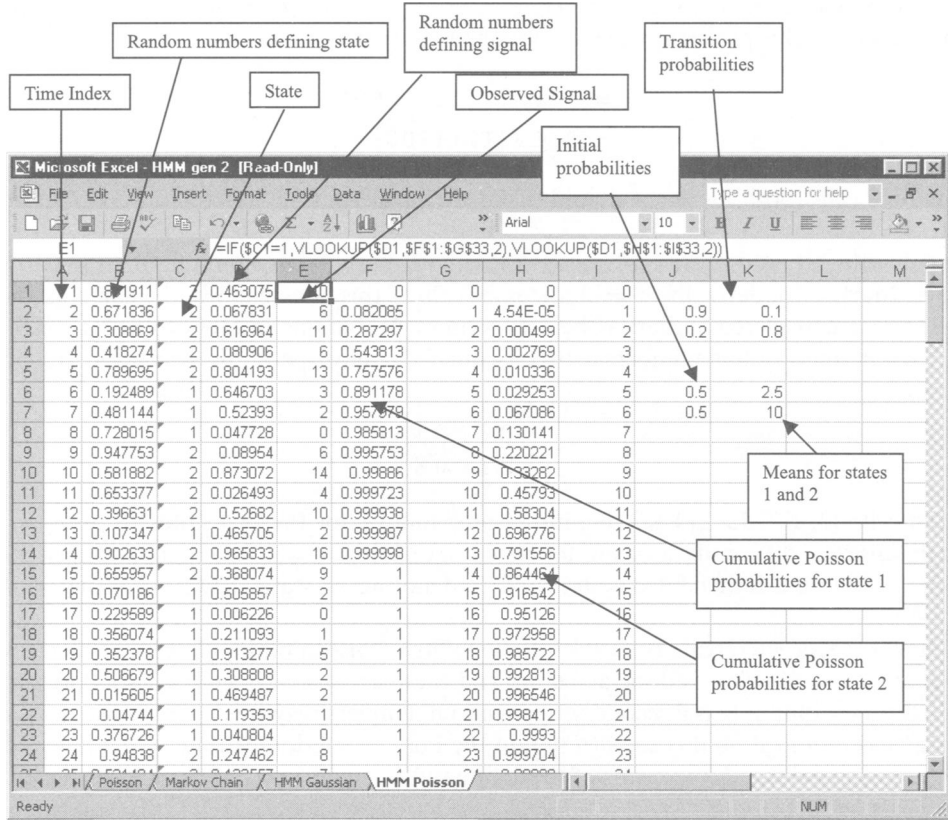 Random numbers defining state
Random numbers
defining signal
Transition
probabilities
Time Index
State
Observed Signal
Initial
probabilities
Microsoft Excel - HMM gen 2 [Read-Only]
File Edit View Insert Format Tools Data Window Help Type a question for help
Arial 10 B I U
E1 fx =IF($C1=1,VLOOKUP($D1,$F$1:$G$33,2),VLOOKUP($D1,$H$1:$I$33,2))
A B C D E F G H I J K L M
1 1 2 0.463075 0 0 0 0
2 2 0.671836 2 0.067831 6 0.082085 1 4.54E-05 1 0.9 0.1
3 3 0.308869 2 0.616964 11 0.287297 2 0.000499 2 0.2 0.8
4 4 0.418274 2 0.080906 6 0.543813 3 0.002769 3
5 5 0.789695 2 0.804193 13 0.757576 4 0.010336 4
6 6 0.192489 1 0.646703 3 0.891178 5 0.029253 5 0.5 2.5
7 7 0.481144 1 0.52393 2 0.957979 6 0.067086 6 0.5 10
8 8 0.728015 1 0.047728 0 0.985813 7 0.130141 7
9 9 0.947753 2 0.08954 6 0.995753 8 0.220221 8
10 10 0.581882 2 0.873072 14 0.99886 9 0.33282 9
11 11 0.653377 2 0.026493 4 0.999723 10 0.45793 10
12 12 0.396631 2 0.52682 10 0.999938 11 0.58304 11
13 13 0.107347 1 0.465705 2 0.999987 12 0.696776 12
14 14 0.902633 2 0.965833 16 0.999998 13 0.791556 13
15 15 0.655957 2 0.368074 9 1 14 0.864464 14
16 16 0.070186 1 0.505857 2 1 15 0.916542 15
17 17 0.229589 1 0.006226 0 1 16 0.95126 16
18 18 0.356074 1 0.211093 1 1 17 0.972958 17
19 19 0.352378 1 0.913277 5 1 18 0.985722 18
20 20 0.506679 1 0.308808 2 1 19 0.992813 19
21 21 0.015605 1 0.469487 2 1 20 0.996546 20
22 22 0.04744 1 0.119353 1 1 21 0.998412 21
23 23 0.376726 1 0.040804 0 1 22 0.9993 22
24 24 0.94838 2 0.247462 8 1 23 0.999704 23
Means for states
1 and 2
Cumulative Poisson
probabilities for state 1
Cumulative Poisson
probabilities for state 2
Poisson Markov Chain HMM Gaussian HMM Poisson
Ready NUM